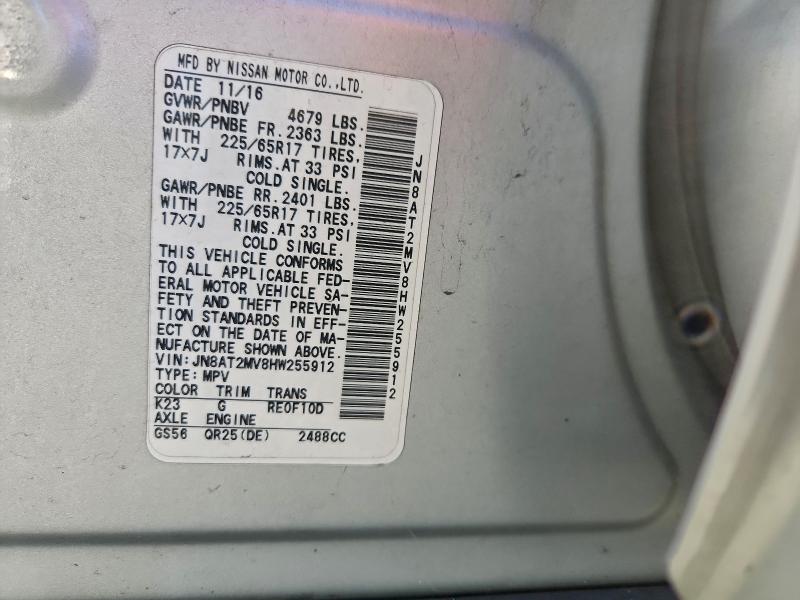 MFD BY NISSAN MOTOR CO.,LTD.
DATE 11/16
GVWR/PNBV 4679 LBS.
GAWR/PNBE FR. 2363 LBS.
WITH 225/65R17 TIRES,
17×7J RIMS.AT 33 PSI
COLD SINGLE.
GAWR/PNBE RR. 2401 LBS.
WITH 225/65R17 TIRES,
17×7J RIMS.AT 33 PSI
COLD SINGLE.
THIS VEHICLE CONFORMS
TO ALL APPLICABLE FED-
ERAL MOTOR VEHICLE SA-
FETY AND THEFT PREVEN-
TION STANDARDS IN EFF-
ECT ON THE DATE OF MA-
NUFACTURE SHOWN ABOVE.
VIN: JN8AT2MV8HW255912
TYPE: MPV
COLOR TRIM TRANS
K23 G RE0F10D
AXLE ENGINE
GS56 QR25(DE) 2488CC
JN8AT2MV8HW255912